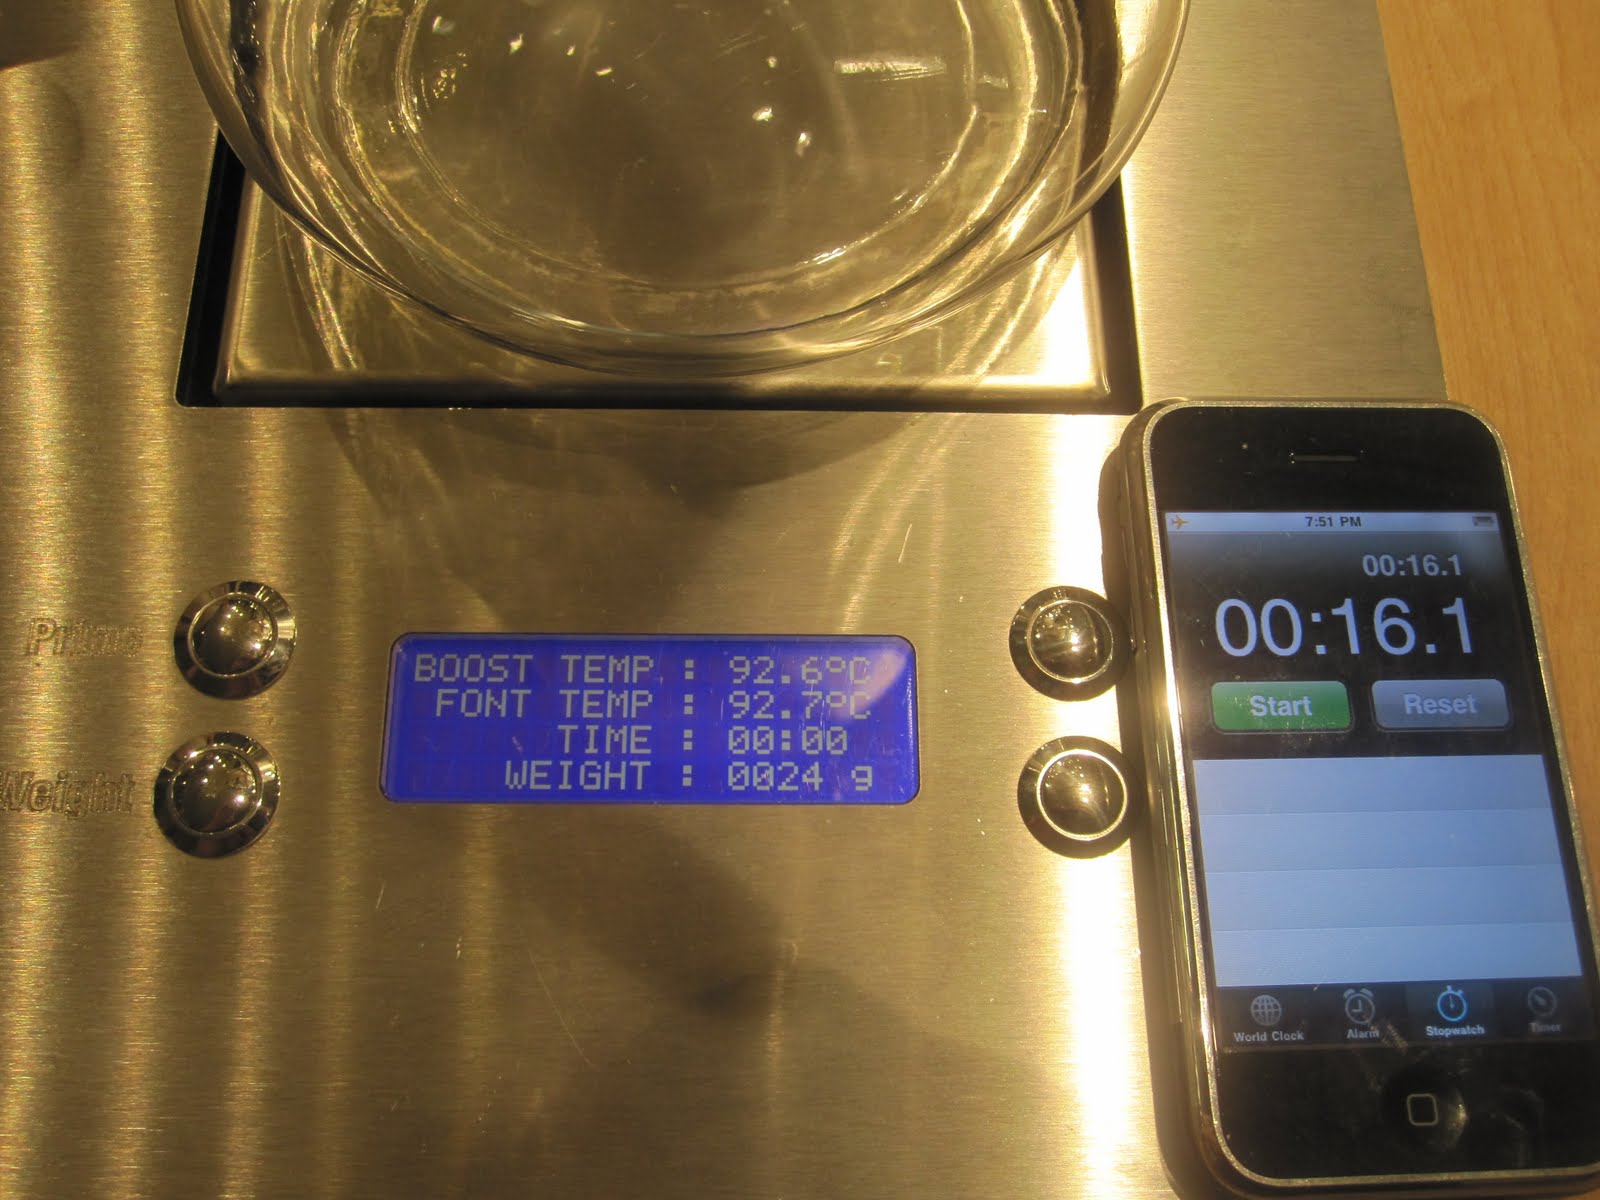 Prime
Weight
BOOST TEMP : 92.6°C
FONT TEMP : 92.7°C
TIME : 00:00
WEIGHT : 0024 g
7:51 PM
00:16.1
00:16.1
Start Reset
World Clock Alarm Stopwatch Timer